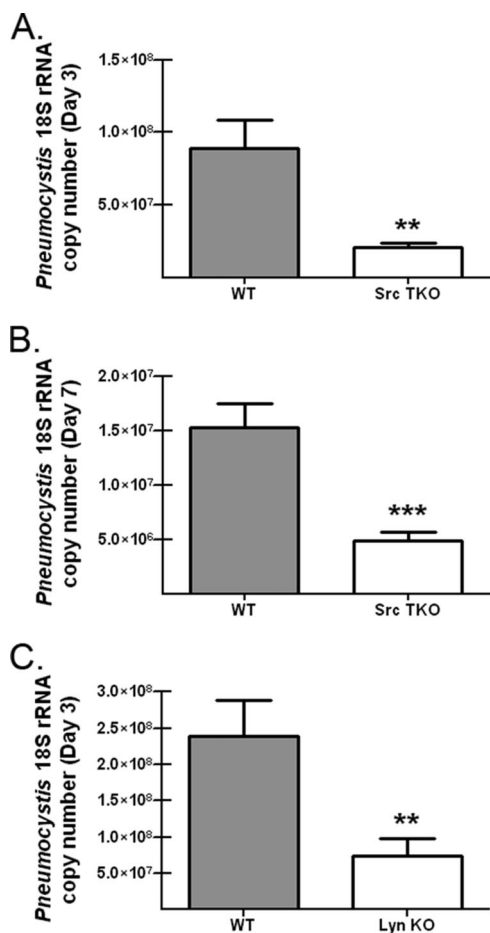 A.
Pneumocystis 18S rRNA
copy number (Day 3)
1.5×10⁸
1.0×10⁸
5.0×10⁷
**
WT
Src TKO
B.
Pneumocystis 18S rRNA
copy number (Day 7)
2.0×10⁷
1.5×10⁷
1.0×10⁷
5.0×10⁶
***
WT
Src TKO
C.
Pneumocystis 18S rRNA
copy number (Day 3)
3.0×10⁸
2.5×10⁸
2.0×10⁸
1.5×10⁸
1.0×10⁸
5.0×10⁷
**
WT
Lyn KO